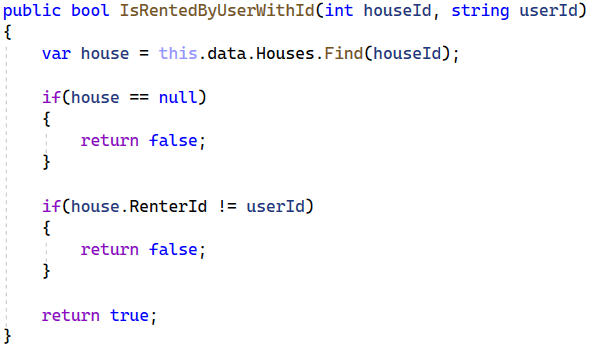 public bool IsRentedByUserWithId(int houseId, string userId)
{
    var house = this.data.Houses.Find(houseId);

    if(house == null)
    {
        return false;
    }

    if(house.RenterId != userId)
    {
        return false;
    }

    return true;
}